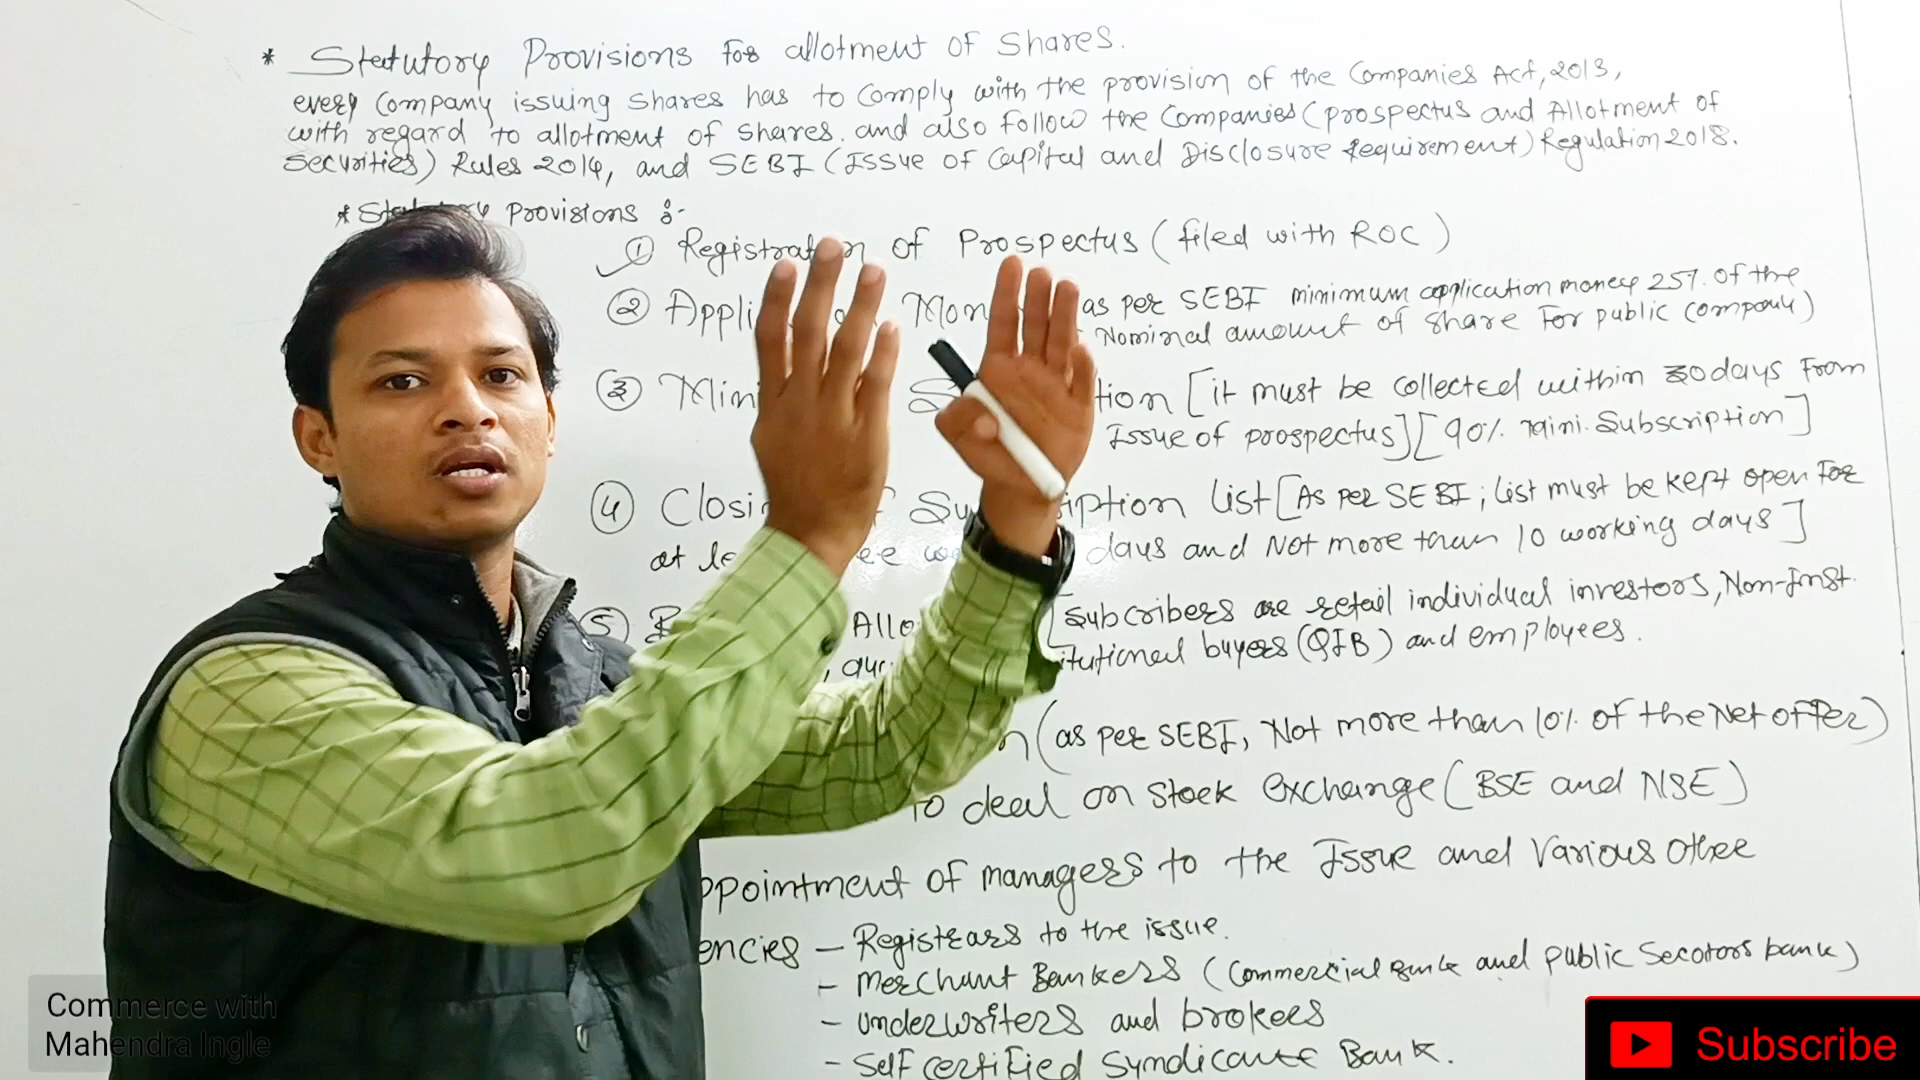 * Statutory Provisions For allotment of shares.
every company issuing shares has to comply with the provision of the Companies Act, 2013,
with regard to allotment of shares. and also follow the Companies (prospectus and Allotment of
Securities) Rules 2014, and SEBI (Issue of Capital and Disclosure Requirement) Regulation 2018.
* Provisions :-
① Registration of Prospectus (filed with ROC)
② as per SEBI minimum application money 25% of the
Nominal amount of share For public company)
③ [it must be collected within 30 days From
Issue of prospectus] [90% mini. Subscription]
④ list [As per SEBI ; list must be kept open For
at days and Not more than 10 working days]
⑤ [Subcribers are retail individual investors, Non-Inst
itutional buyers (QIB) and employees.
(as per SEBI, Not more than 10% of the Net offer)
to deal on stock exchange (BSE and NSE)
ppointment of managers to the Issue and Various other
encies – Registrars to the issue.
– Merchant Bankers (Commercial Bank and public Secotors bank)
– Underwriters and brokers
– Self certified Syndicate Bank.
Commerce with
Mahendra Ingle
Subscribe